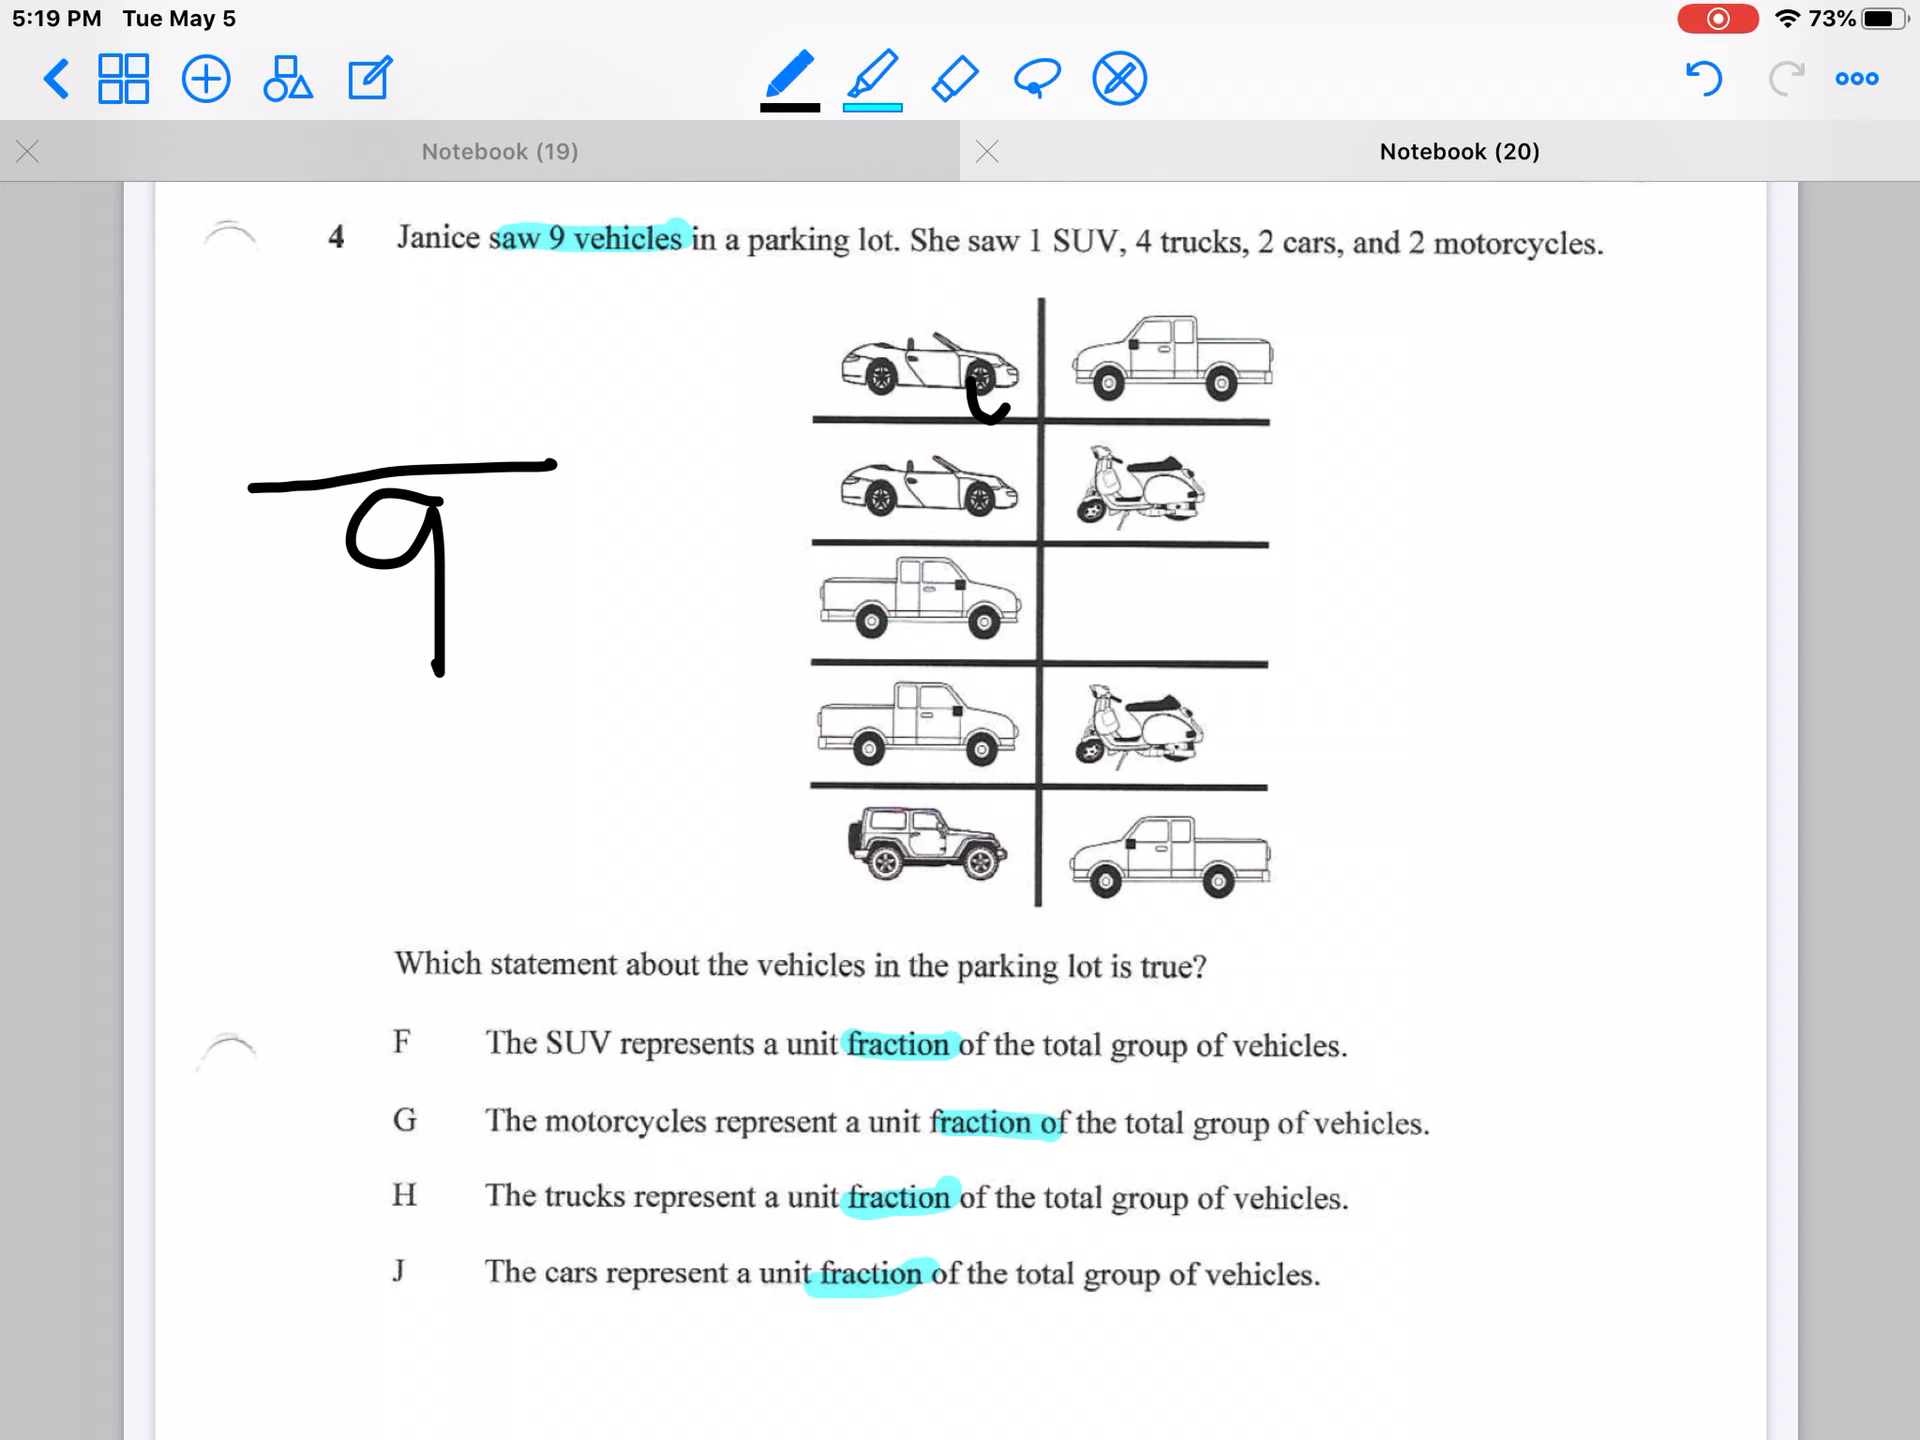 5:19 PM Tue May 5
73%
Notebook (19)
Notebook (20)
4 Janice saw 9 vehicles in a parking lot. She saw 1 SUV, 4 trucks, 2 cars, and 2 motorcycles.
9
Which statement about the vehicles in the parking lot is true?
F The SUV represents a unit fraction of the total group of vehicles.
G The motorcycles represent a unit fraction of the total group of vehicles.
H The trucks represent a unit fraction of the total group of vehicles.
J The cars represent a unit fraction of the total group of vehicles.